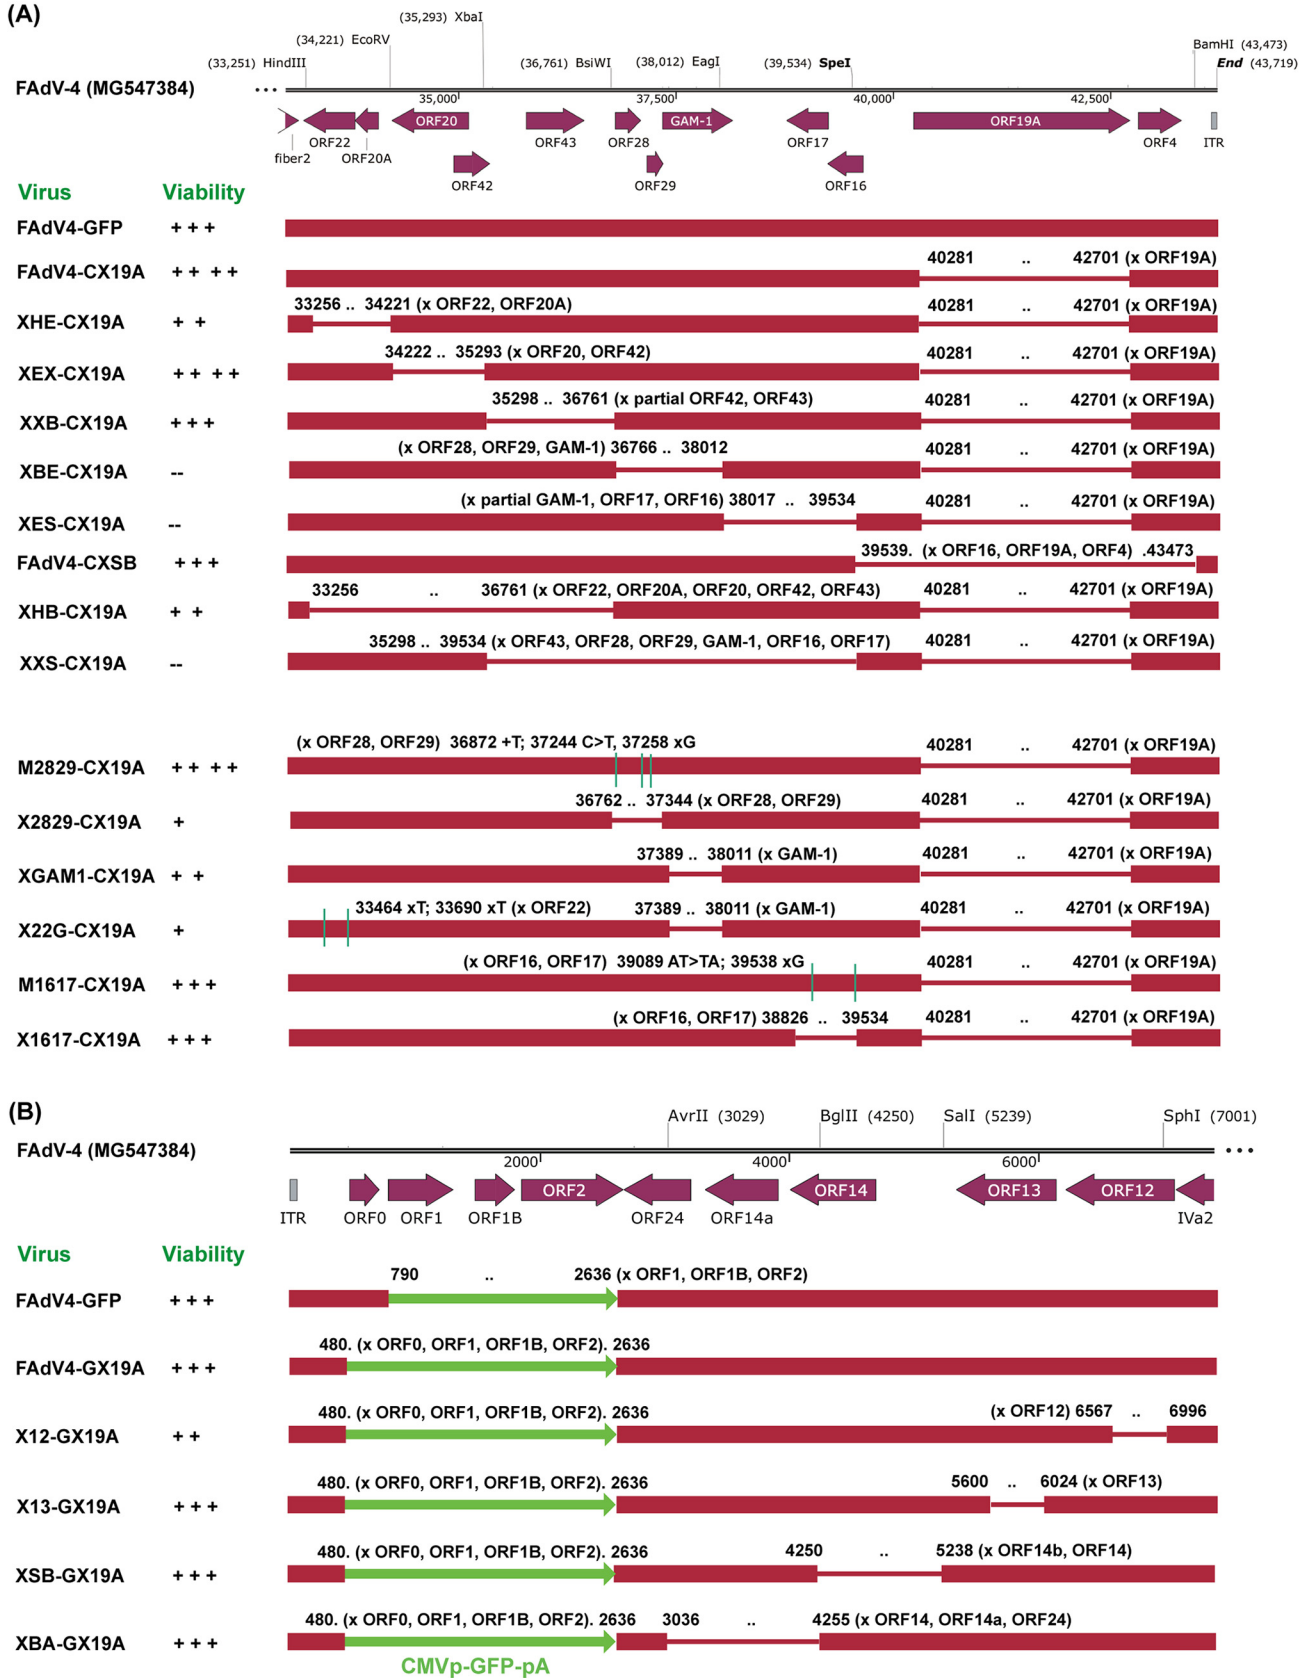 (A)
(35,293) XbaI
(34,221) EcoRV
BamHI (43,473)
(33,251) HindIII (36,761) BsiWI (38,012) EagI (39,534) SpeI End (43,719)
FAdV-4 (MG547384) ...
35,000 37,500 40,000 42,500
ORF20 GAM-1 ORF19A
ORF22 ORF43 ORF28 ORF17 ORF4 ITR
fiber2 ORF20A
ORF42 ORF29 ORF16
Virus Viability
FAdV4-GFP + + +
40281 .. 42701 (x ORF19A)
FAdV4-CX19A + + + +
33256 .. 34221 (x ORF22, ORF20A) 40281 .. 42701 (x ORF19A)
XHE-CX19A + +
34222 .. 35293 (x ORF20, ORF42) 40281 .. 42701 (x ORF19A)
XEX-CX19A + + + +
35298 .. 36761 (x partial ORF42, ORF43) 40281 .. 42701 (x ORF19A)
XXB-CX19A + + +
(x ORF28, ORF29, GAM-1) 36766 .. 38012 40281 .. 42701 (x ORF19A)
XBE-CX19A --
(x partial GAM-1, ORF17, ORF16) 38017 .. 39534 40281 .. 42701 (x ORF19A)
XES-CX19A --
39539. (x ORF16, ORF19A, ORF4) .43473
FAdV4-CXSB + + +
33256 .. 36761 (x ORF22, ORF20A, ORF20, ORF42, ORF43) 40281 .. 42701 (x ORF19A)
XHB-CX19A + +
35298 .. 39534 (x ORF43, ORF28, ORF29, GAM-1, ORF16, ORF17) 40281 .. 42701 (x ORF19A)
XXS-CX19A --
(x ORF28, ORF29) 36872 +T; 37244 C>T, 37258 xG 40281 .. 42701 (x ORF19A)
M2829-CX19A + + + +
36762 .. 37344 (x ORF28, ORF29) 40281 .. 42701 (x ORF19A)
X2829-CX19A +
37389 .. 38011 (x GAM-1) 40281 .. 42701 (x ORF19A)
XGAM1-CX19A + +
33464 xT; 33690 xT (x ORF22) 37389 .. 38011 (x GAM-1) 40281 .. 42701 (x ORF19A)
X22G-CX19A +
(x ORF16, ORF17) 39089 AT>TA; 39538 xG 40281 .. 42701 (x ORF19A)
M1617-CX19A + + +
(x ORF16, ORF17) 38826 .. 39534 40281 .. 42701 (x ORF19A)
X1617-CX19A + + +
(B)
AvrII (3029) BglII (4250) SalI (5239) SphI (7001)
FAdV-4 (MG547384) ...
2000 4000 6000
ORF2 ORF14 ORF13 ORF12
ITR ORF0 ORF1 ORF1B ORF24 ORF14a IVa2
Virus Viability
790 .. 2636 (x ORF1, ORF1B, ORF2)
FAdV4-GFP + + +
480. (x ORF0, ORF1, ORF1B, ORF2). 2636
FAdV4-GX19A + + +
480. (x ORF0, ORF1, ORF1B, ORF2). 2636 (x ORF12) 6567 .. 6996
X12-GX19A + +
480. (x ORF0, ORF1, ORF1B, ORF2). 2636 5600 .. 6024 (x ORF13)
X13-GX19A + + +
480. (x ORF0, ORF1, ORF1B, ORF2). 2636 4250 .. 5238 (x ORF14b, ORF14)
XSB-GX19A + + +
480. (x ORF0, ORF1, ORF1B, ORF2). 2636 3036 .. 4255 (x ORF14, ORF14a, ORF24)
XBA-GX19A + + +
CMVp-GFP-pA